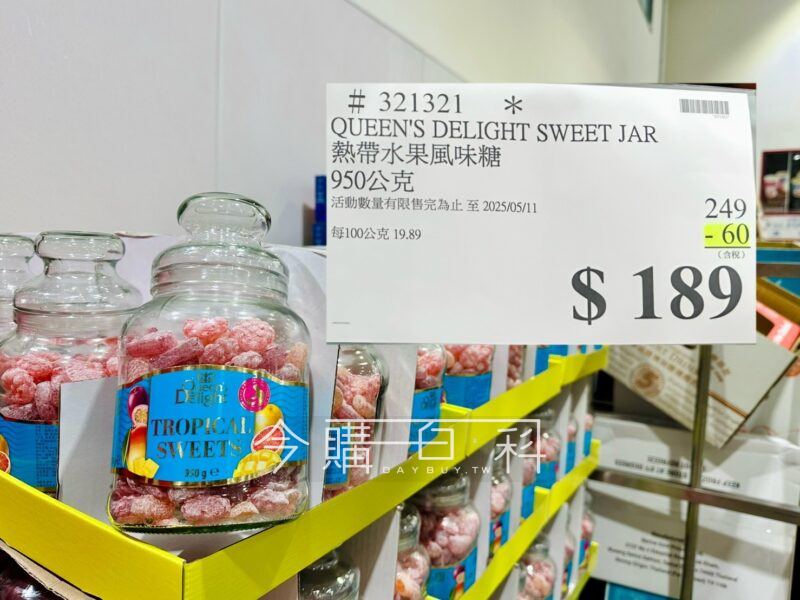 # 321321 *
QUEEN'S DELIGHT SWEET JAR
熱帶水果風味糖
950公克
活動數量有限售完為止 至 2025/05/11
249
- 60
(含稅)
每100公克 19.89
$ 189
Queen's
Delight
TROPICAL
SWEETS
950 g e
今購百科
DAYBUY.TW